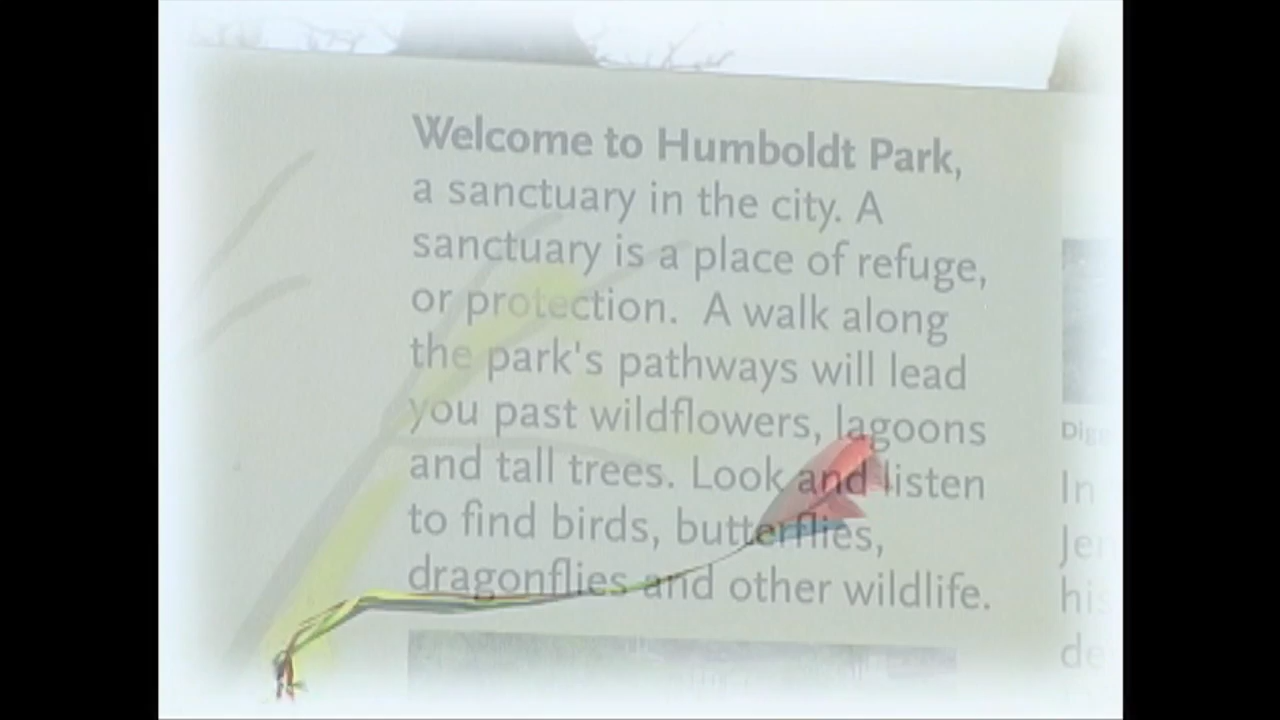 Welcome to Humboldt Park,
a sanctuary in the city. A
sanctuary is a place of refuge,
or protection. A walk along
the park's pathways will lead
you past wildflowers, lagoons
and tall trees. Look and listen
to find birds, butterflies,
dragonflies and other wildlife.
In